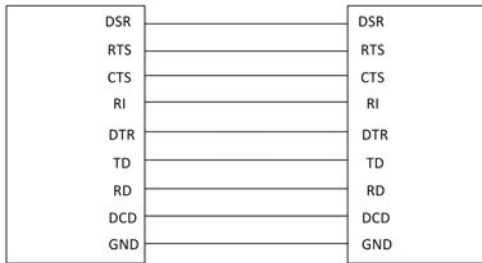 DSR DSR
RTS RTS
CTS CTS
RI RI
DTR DTR
TD TD
RD RD
DCD DCD
GND GND